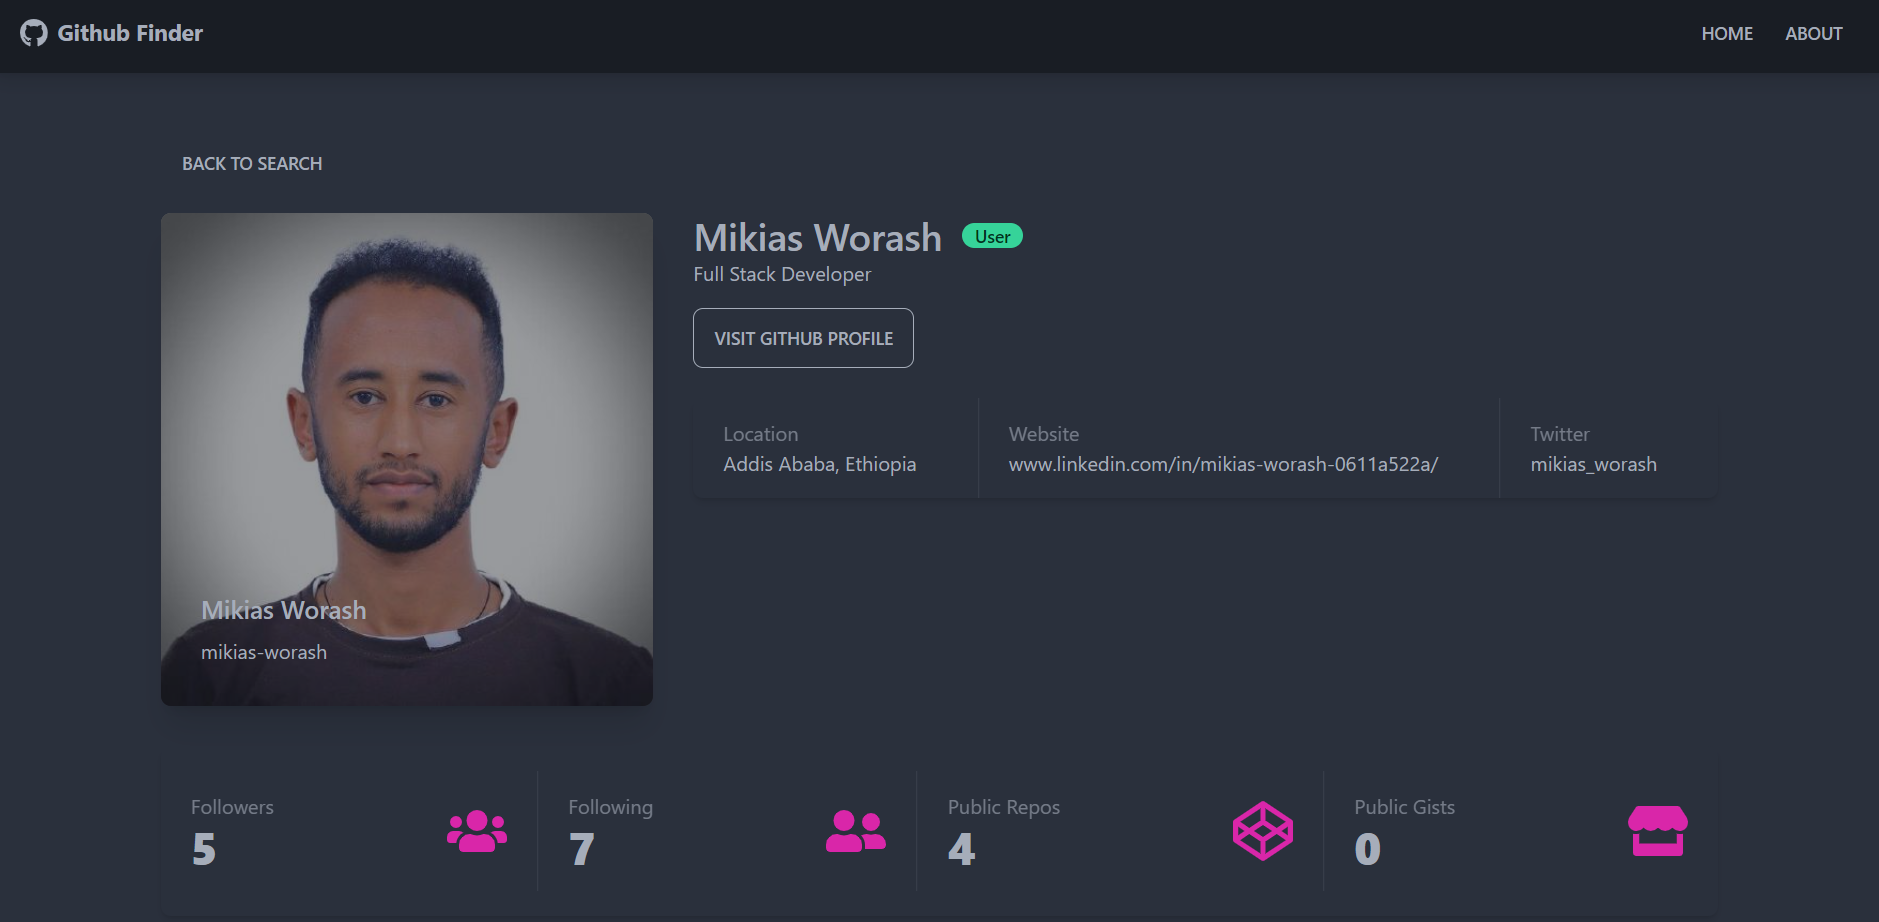 Github Finder
HOME
ABOUT
BACK TO SEARCH
Mikias Worash
User
Full Stack Developer
VISIT GITHUB PROFILE
Location
Addis Ababa, Ethiopia
Website
www.linkedin.com/in/mikias-worash-0611a522a/
Twitter
mikias_worash
Mikias Worash
mikias-worash
Followers
5
Following
7
Public Repos
4
Public Gists
0